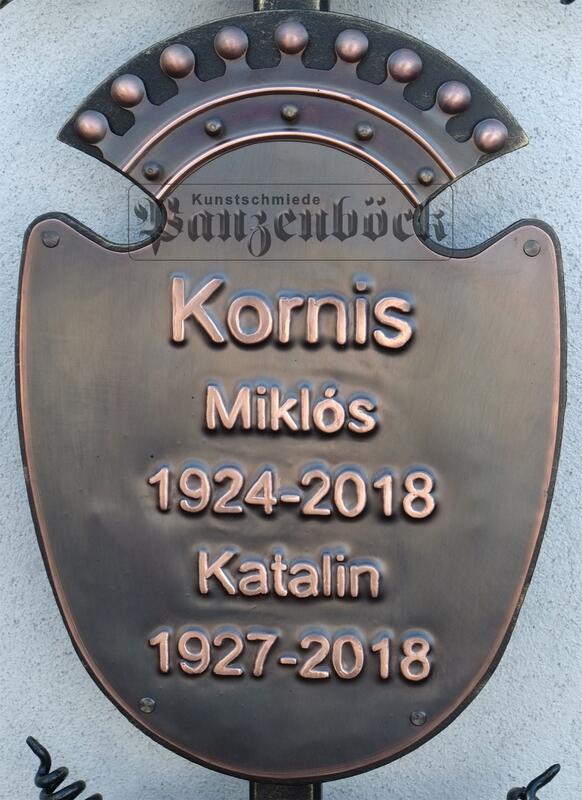 Kunstschmiede
Panzenböck
Kornis
Miklós
1924-2018
Katalin
1927-2018